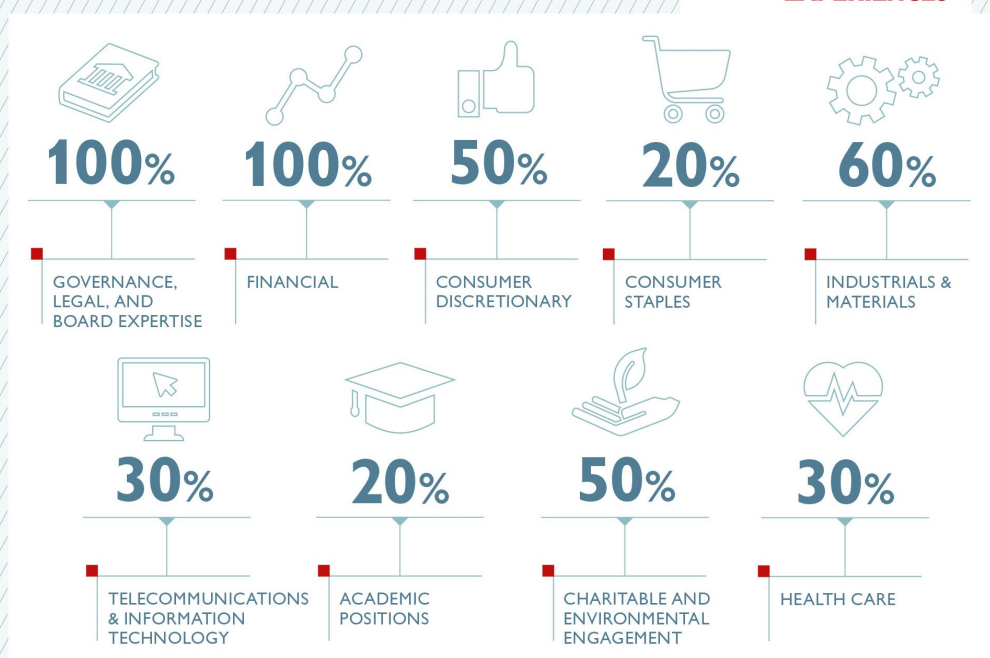 100%
GOVERNANCE,
LEGAL, AND
BOARD EXPERTISE
100%
FINANCIAL
50%
CONSUMER
DISCRETIONARY
20%
CONSUMER
STAPLES
60%
INDUSTRIALS &
MATERIALS
30%
TELECOMMUNICATIONS
& INFORMATION
TECHNOLOGY
20%
ACADEMIC
POSITIONS
50%
CHARITABLE AND
ENVIRONMENTAL
ENGAGEMENT
30%
HEALTH CARE